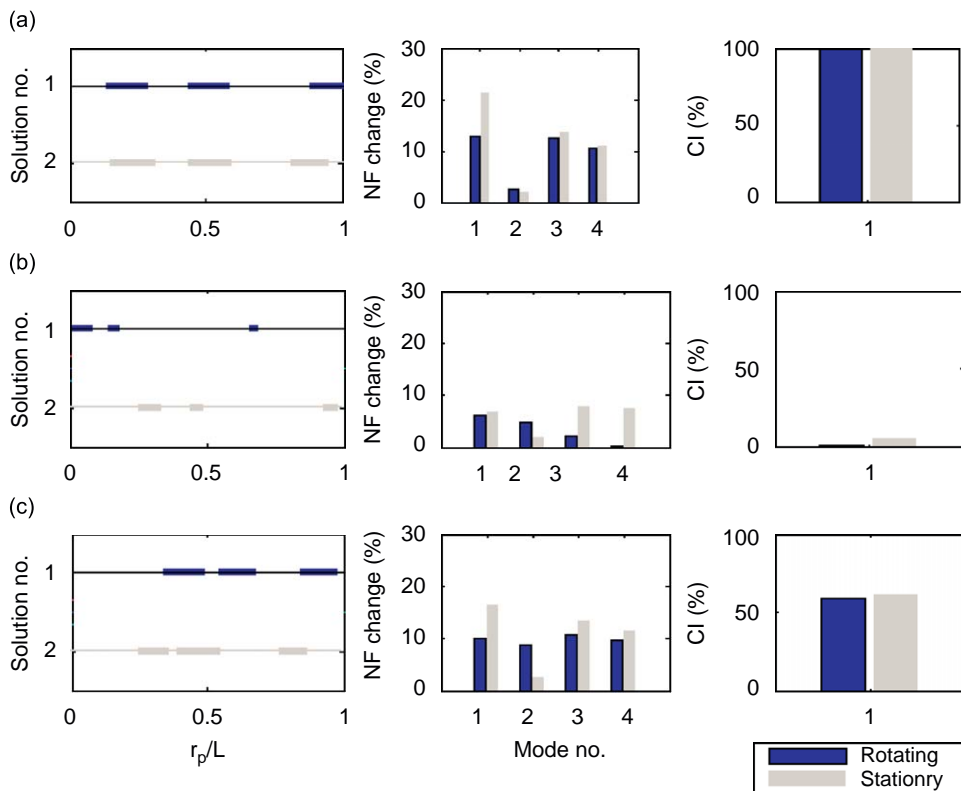 (a)
Solution no.
1
2
0
0.5
1
NF change (%)
30
20
10
0
1 2 3 4
CI (%)
100
50
0
1
(b)
Solution no.
1
2
0
0.5
1
NF change (%)
30
20
10
0
1 2 3 4
CI (%)
100
50
0
1
(c)
Solution no.
1
2
0
0.5
1
rp/L
NF change (%)
30
20
10
0
1 2 3 4
Mode no.
CI (%)
100
50
0
1
Rotating
Stationry